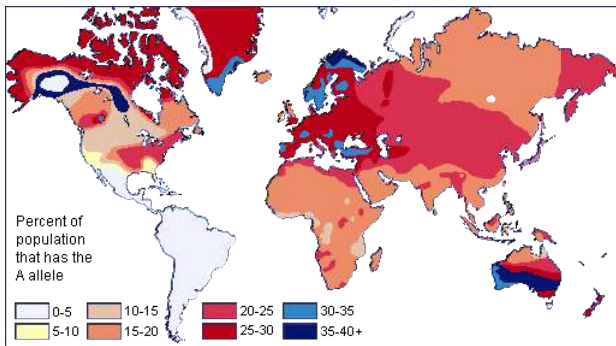 Percent of
population
that has the
A allele
0-5 10-15 20-25 30-35
5-10 15-20 25-30 35-40+